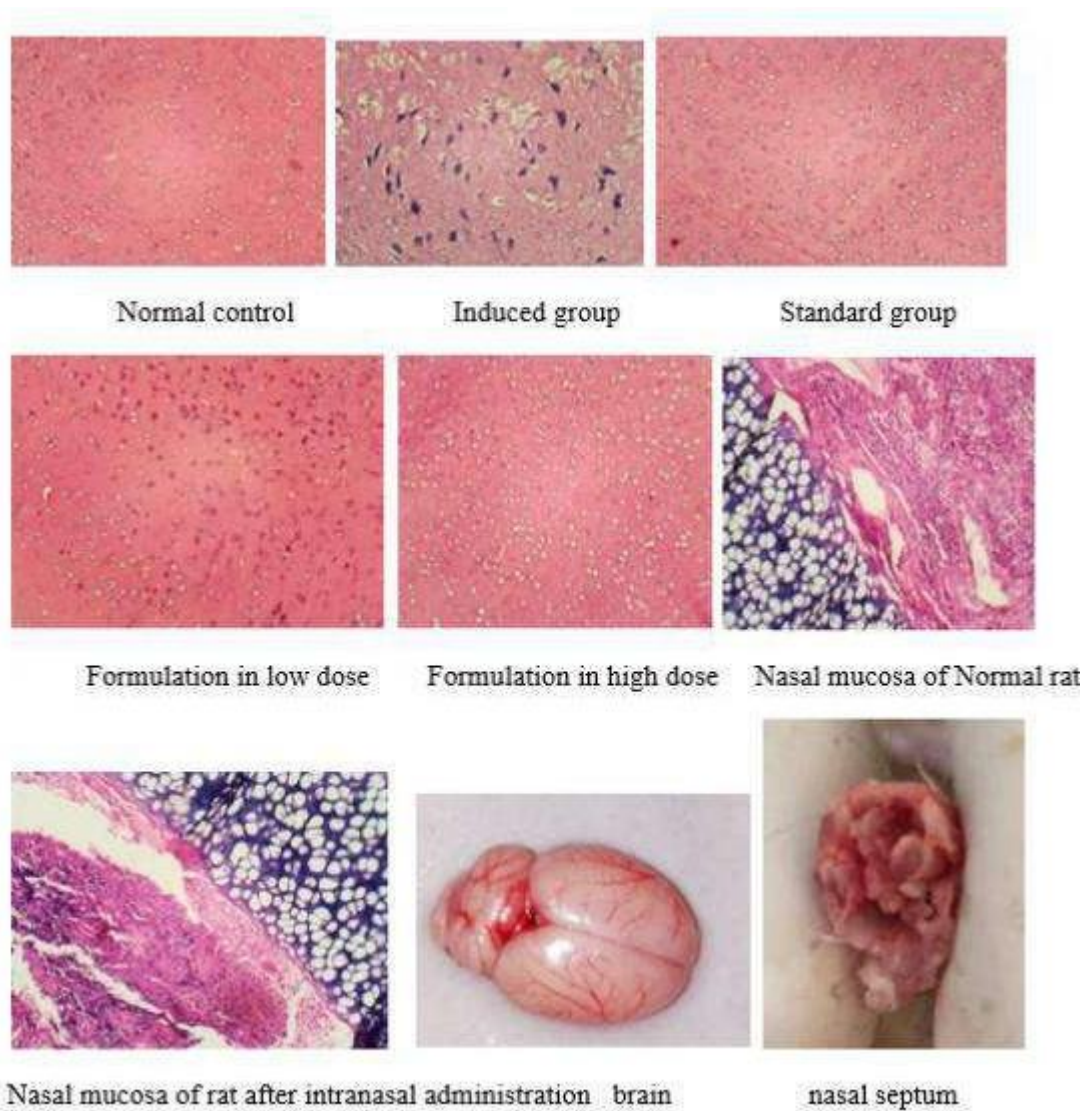 Normal control
Induced group
Standard group
Formulation in low dose
Formulation in high dose
Nasal mucosa of Normal rat
Nasal mucosa of rat after intranasal administration
brain
nasal septum